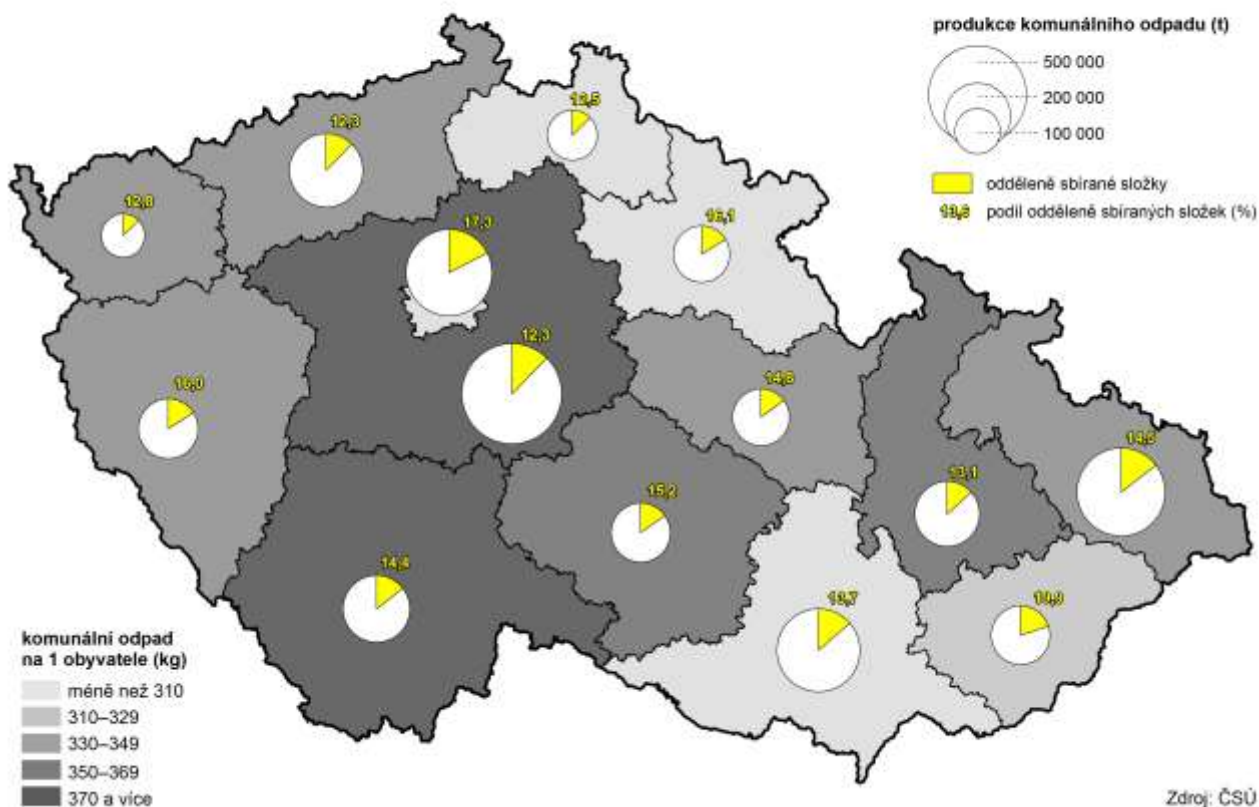 produkce komunálního odpadu (t)
500 000
200 000
100 000
odděleně sbírané složky
13,6 podíl odděleně sbíraných složek (%)
12,5
12,3
12,8
17,3
16,1
12,3
16,0
14,8
14,5
13,1
15,2
14,4
13,7
19,9
komunální odpad
na 1 obyvatele (kg)
méně než 310
310–329
330–349
350–369
370 a více
Zdroj: ČSÚ